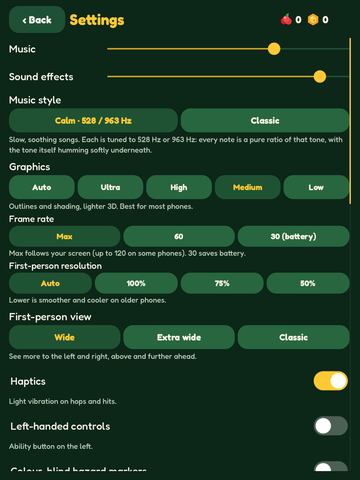 ‹ Back
Settings
0
0
Music
Sound effects
Music style
Calm · 528 / 963 Hz
Classic
Slow, soothing songs. Each is tuned to 528 Hz or 963 Hz: every note is a pure ratio of that tone, with
the tone itself humming softly underneath.
Graphics
Auto
Ultra
High
Medium
Low
Outlines and shading, lighter 3D. Best for most phones.
Frame rate
Max
60
30 (battery)
Max follows your screen (up to 120 on some phones). 30 saves battery.
First-person resolution
Auto
100%
75%
50%
Lower is smoother and cooler on older phones.
First-person view
Wide
Extra wide
Classic
See more to the left and right, above and further ahead.
Haptics
Light vibration on hops and hits.
Left-handed controls
Ability button on the left.
Colour-blind hazard markers